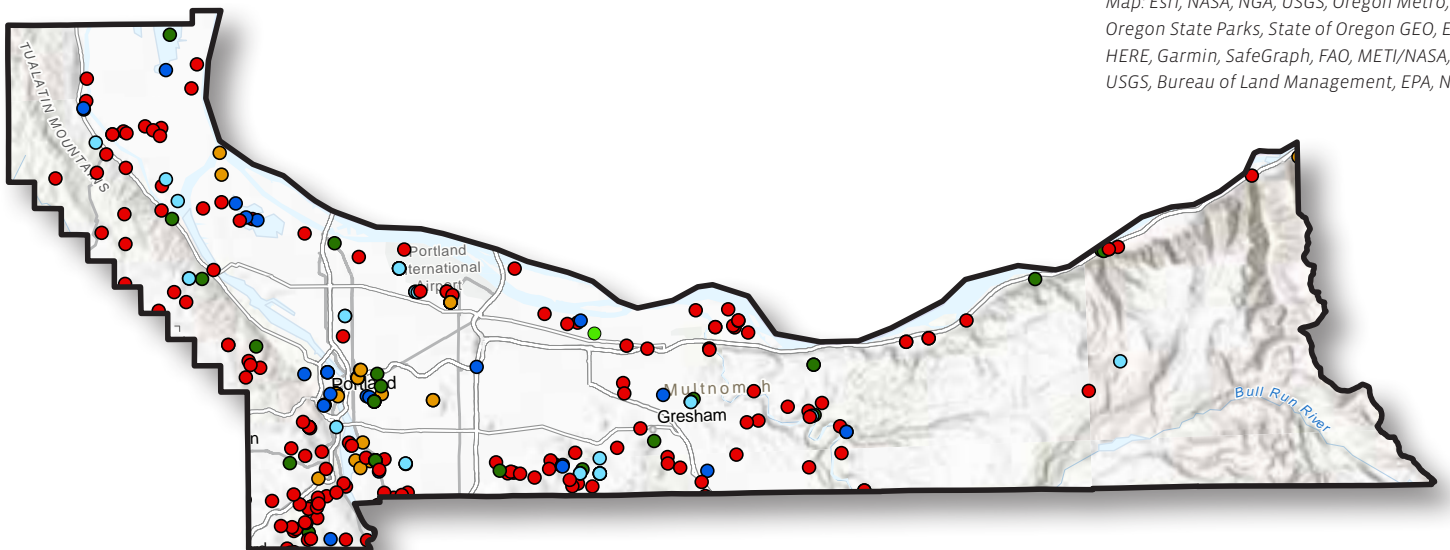 Map: Esri, NASA, NGA, USGS, Oregon Metro,
Oregon State Parks, State of Oregon GEO, E
HERE, Garmin, SafeGraph, FAO, METI/NASA,
USGS, Bureau of Land Management, EPA, N
TUALATIN MOUNTAINS
Portland
International
Airport
Portland
Multnomah
Gresham
Bull Run River
n